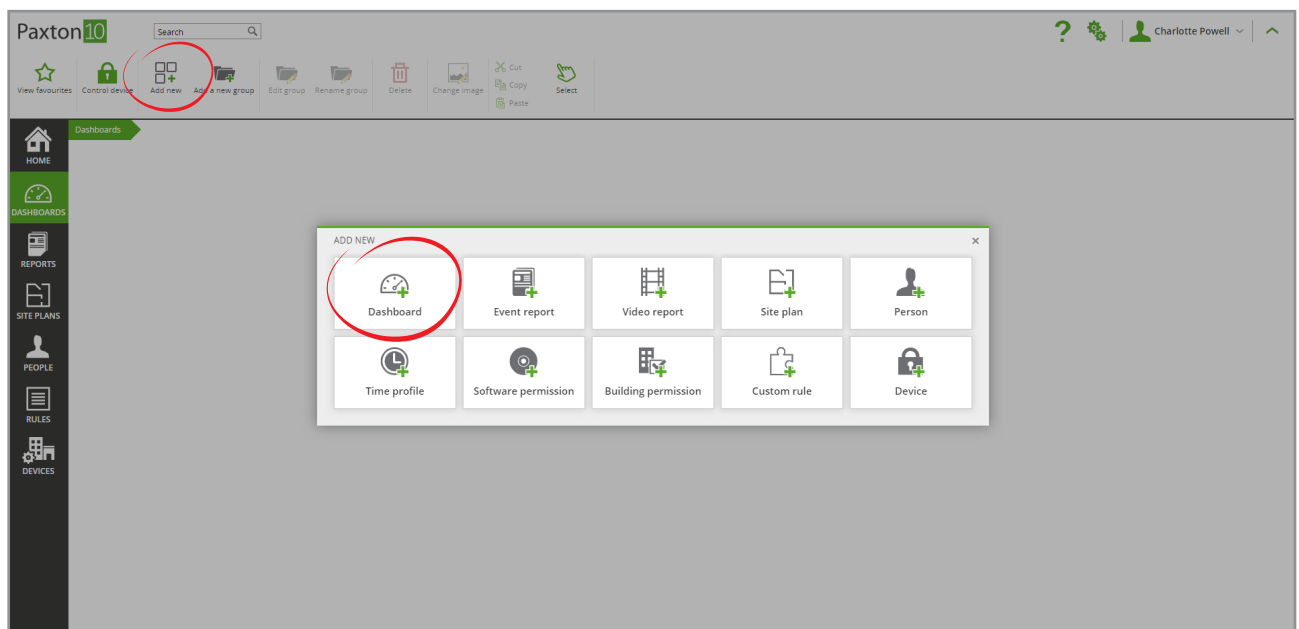 Paxton10
Search
Charlotte Powell
View favourites
Control device
Add new
Add a new group
Edit group
Rename group
Delete
Change image
Cut
Copy
Paste
Select
HOME
DASHBOARDS
REPORTS
SITE PLANS
PEOPLE
RULES
DEVICES
Dashboards
ADD NEW
Dashboard
Event report
Video report
Site plan
Person
Time profile
Software permission
Building permission
Custom rule
Device